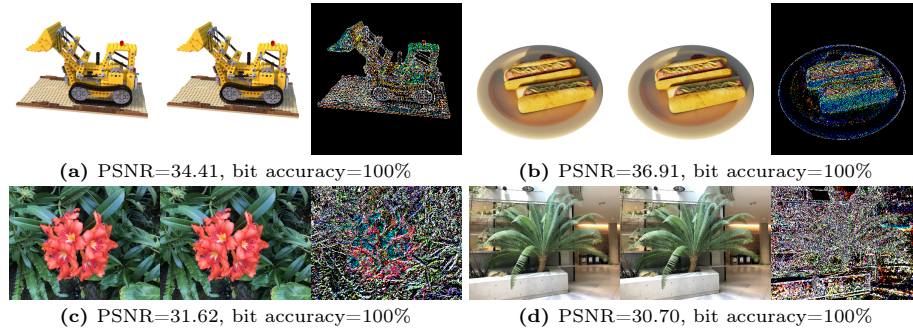 (a) PSNR=34.41, bit accuracy=100%
(b) PSNR=36.91, bit accuracy=100%
(c) PSNR=31.62, bit accuracy=100%
(d) PSNR=30.70, bit accuracy=100%